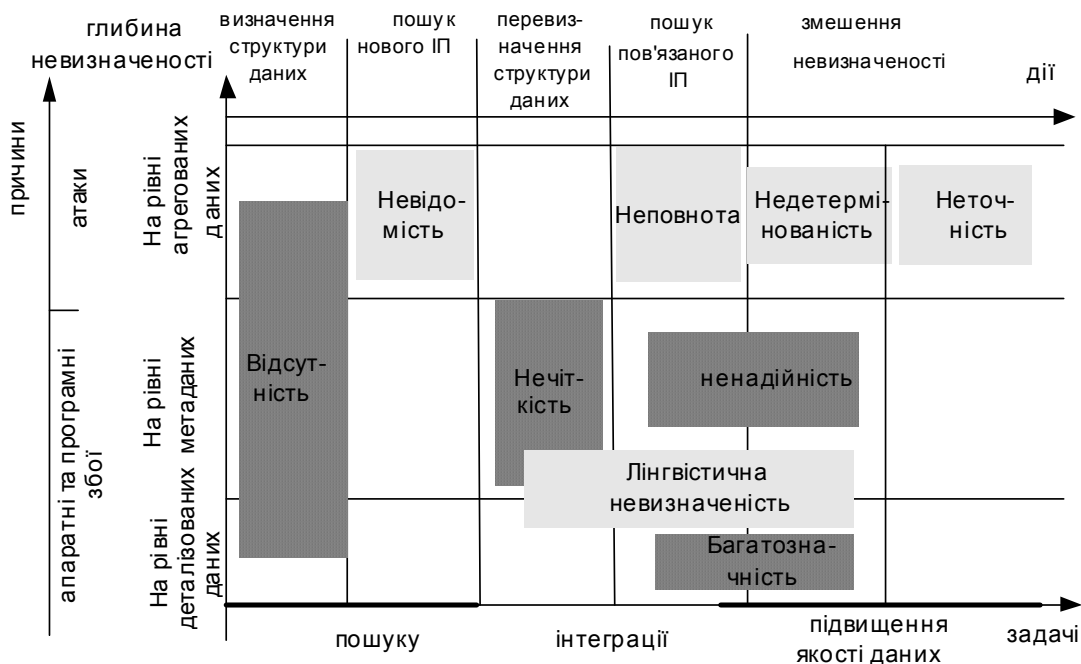 глибина
невизначеності
визначення
структури
даних
пошук
нового ІП
перевиз-
начення
структури
даних
пошук
пов'язаного
ІП
змешення
невизначеності
дії
причини
атаки
апаратні та програмні
збої
На рівні
агрегованих
даних
На рівні
метаданих
На рівні
деталізованих
даних
Невідо-
мість
Неповнота
Недетермі-
нованість
Неточ-
ність
Відсут-
ність
Нечіт-
кість
ненадійність
Лінгвістична
невизначеність
Багатозна-
чність
пошуку
інтеграції
підвищення
якості даних
задачі